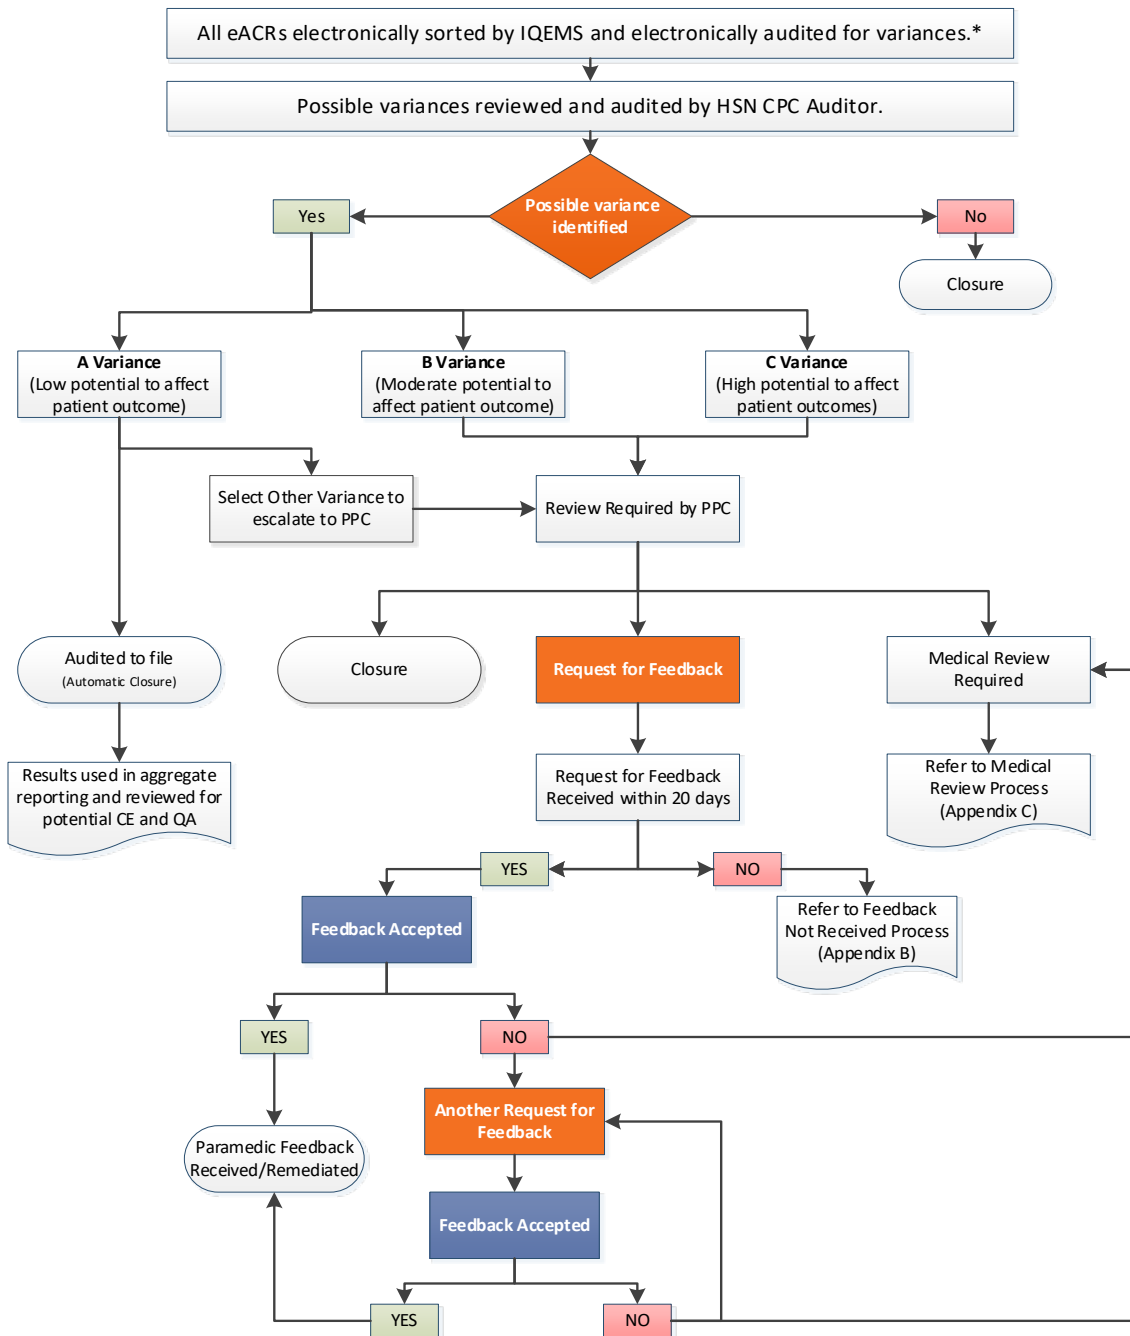 All eACRs electronically sorted by IQEMS and electronically audited for variances.*
Possible variances reviewed and audited by HSN CPC Auditor.
Possible variance
identified
Yes
No
Closure
A Variance
(Low potential to affect
patient outcome)
B Variance
(Moderate potential to
affect patient outcome)
C Variance
(High potential to affect
patient outcomes)
Select Other Variance to
escalate to PPC
Review Required by PPC
Audited to file
(Automatic Closure)
Closure
Request for Feedback
Medical Review
Required
Results used in aggregate
reporting and reviewed for
potential CE and QA
Request for Feedback
Received within 20 days
Refer to Medical
Review Process
(Appendix C)
YES
NO
Feedback Accepted
Refer to Feedback
Not Received Process
(Appendix B)
YES
NO
Another Request for
Feedback
Paramedic Feedback
Received/Remediated
Feedback Accepted
YES
NO